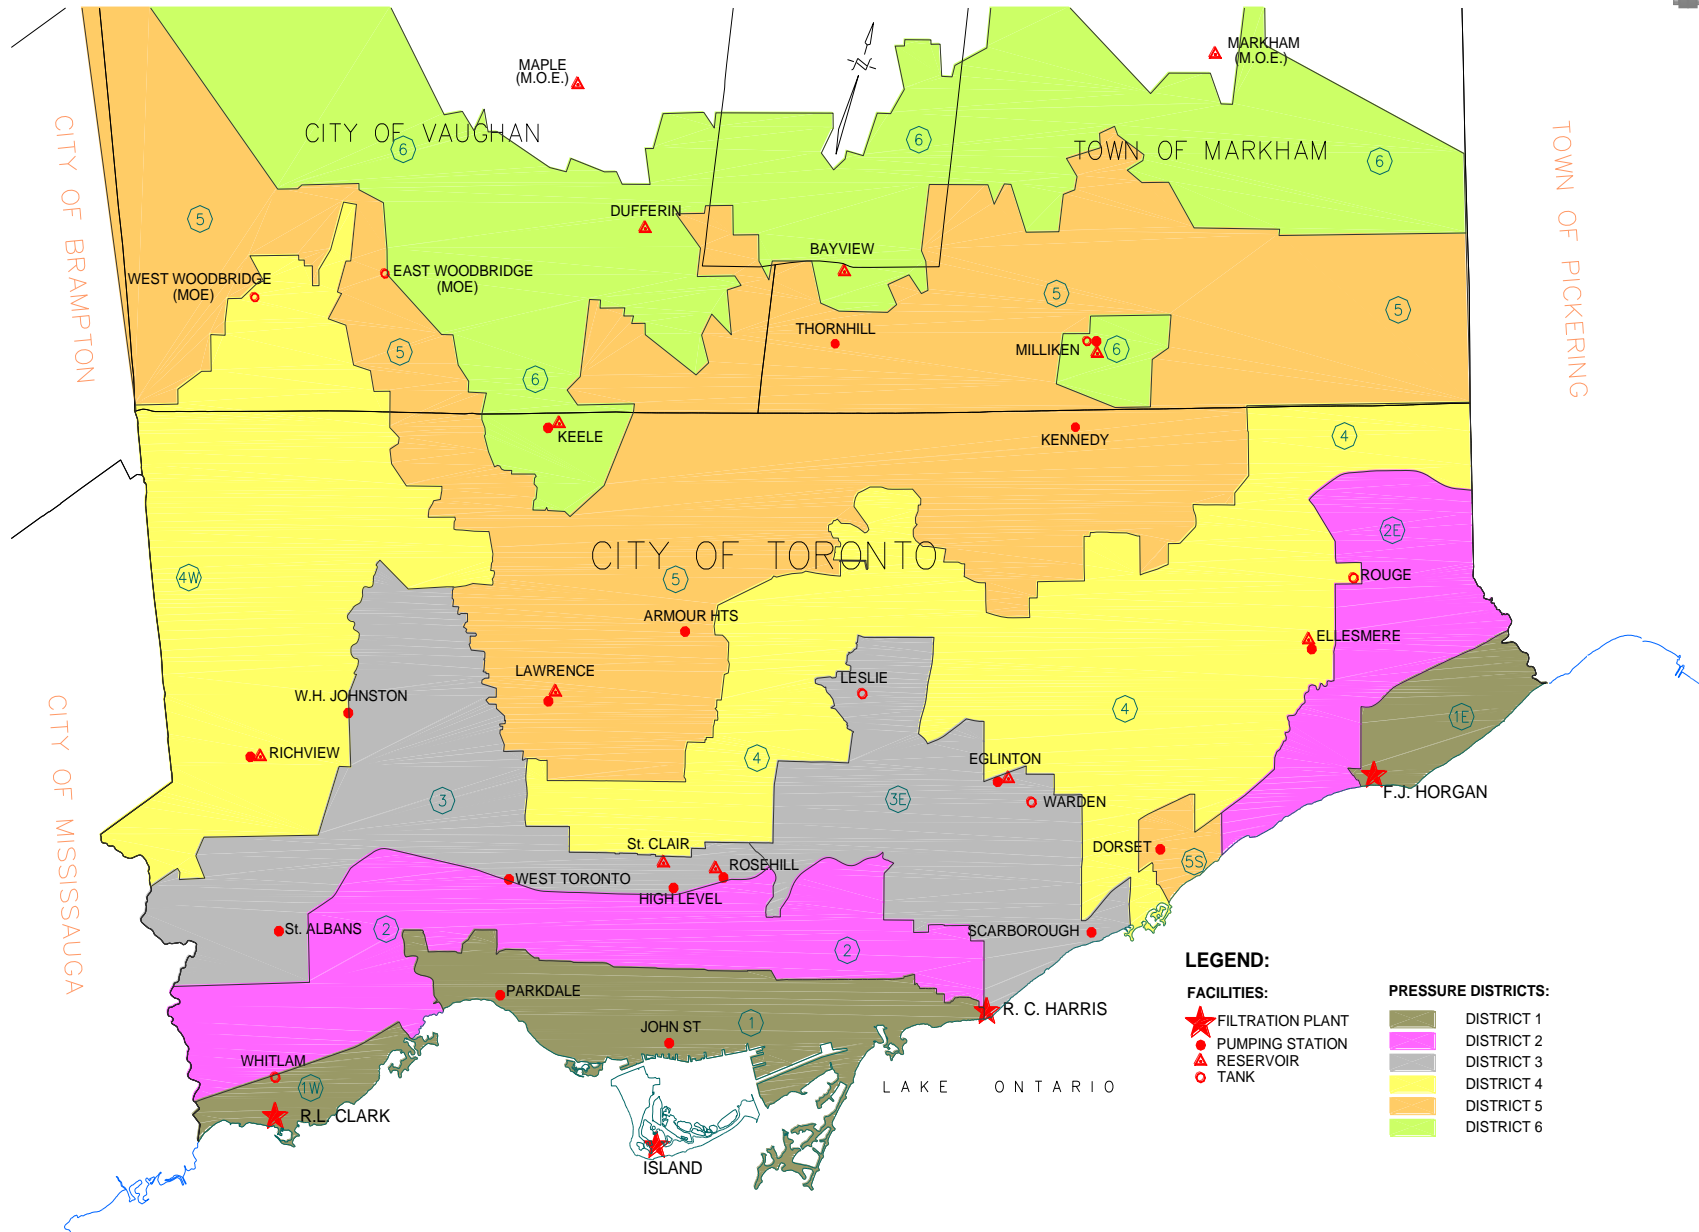 MARKHAM
(M.O.E.)
MAPLE
(M.O.E.)
N
CITY OF VAUGHAN
6
6
TOWN OF MARKHAM
6
CITY OF BRAMPTON
TOWN OF PICKERING
5
DUFFERIN
BAYVIEW
WEST WOODBRIDGE
(MOE)
EAST WOODBRIDGE
(MOE)
5
5
THORNHILL
5
MILLIKEN
6
6
KEELE
KENNEDY
4
2E
CITY OF TORONTO
4W
5
ROUGE
ARMOUR HTS
ELLESMERE
LAWRENCE
LESLIE
W.H. JOHNSTON
4
1E
CITY OF MISSISSAUGA
RICHVIEW
4
EGLINTON
F.J. HORGAN
3
3E
WARDEN
St. CLAIR
DORSET
5S
ROSEHILL
WEST TORONTO
HIGH LEVEL
St. ALBANS
2
SCARBOROUGH
2
PARKDALE
R. C. HARRIS
JOHN ST
1
WHITLAM
1W
LAKE ONTARIO
R.L. CLARK
ISLAND
LEGEND:
FACILITIES:
FILTRATION PLANT
PUMPING STATION
RESERVOIR
TANK
PRESSURE DISTRICTS:
DISTRICT 1
DISTRICT 2
DISTRICT 3
DISTRICT 4
DISTRICT 5
DISTRICT 6